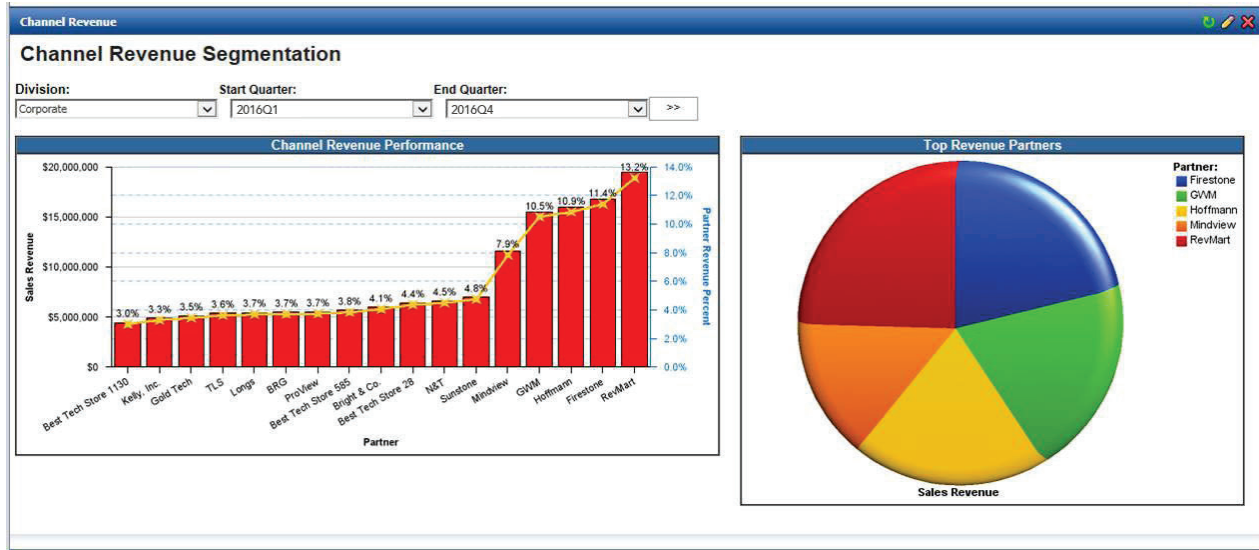 Channel Revenue
Channel Revenue Segmentation
Division:
Start Quarter:
End Quarter:
Corporate
2016Q1
2016Q4
>>
Channel Revenue Performance
$20,000,000
$15,000,000
$10,000,000
$5,000,000
$0
Sales Revenue
3.0%
3.3%
3.5%
3.6%
3.7%
3.7%
3.7%
3.8%
4.1%
4.4%
4.5%
4.8%
7.9%
10.5%
10.9%
11.4%
13.2%
14.0%
12.0%
10.0%
8.0%
6.0%
4.0%
2.0%
0.0%
Partner Revenue Percent
Best Tech Store 1130
Kelly, Inc.
Gold Tech
TLS
Longs
BRG
ProView
Best Tech Store 585
Bright & Co.
Best Tech Store 28
N&T
Sunstone
Mindview
GWM
Hoffmann
Firestone
RevMart
Partner
Top Revenue Partners
Partner:
Firestone
GWM
Hoffmann
Mindview
RevMart
Sales Revenue